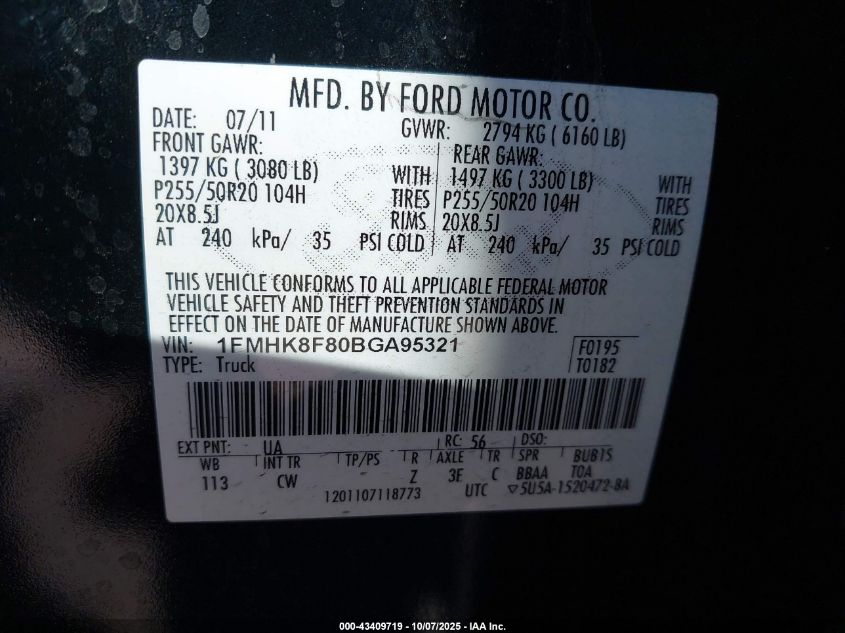 MFD. BY FORD MOTOR CO.
DATE: 07/11 GVWR: 2794 KG ( 6160 LB)
FRONT GAWR: REAR GAWR:
1397 KG ( 3080 LB) WITH 1497 KG ( 3300 LB) WITH
P255/50R20 104H TIRES P255/50R20 104H TIRES
20X8.5J RIMS 20X8.5J RIMS
AT 240 kPa/ 35 PSI COLD AT 240 kPa/ 35 PSI COLD
THIS VEHICLE CONFORMS TO ALL APPLICABLE FEDERAL MOTOR
VEHICLE SAFETY AND THEFT PREVENTION STANDARDS IN
EFFECT ON THE DATE OF MANUFACTURE SHOWN ABOVE.
VIN: 1FMHK8F80BGA95321 F0195
TYPE: Truck T0182
EXT PNT: UA RC: 56 DSO:
WB INT TR TP/PS R AXLE TR SPR BUB15
113 CW Z 3F C BBAA TOA
1201107118773 UTC ▽5U5A-1520472-BA
000-43409719 - 10/07/2025 - IAA Inc.